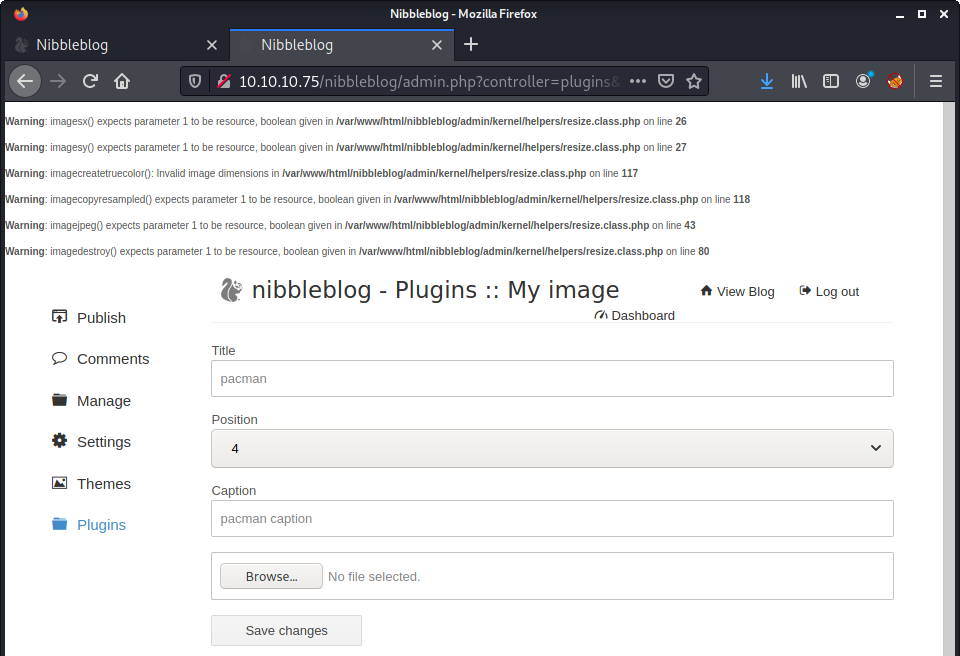 Nibbleblog - Mozilla Firefox
Nibbleblog
Nibbleblog
10.10.10.75/nibbleblog/admin.php?controller=plugins&
Warning: imagesx() expects parameter 1 to be resource, boolean given in /var/www/html/nibbleblog/admin/kernel/helpers/resize.class.php on line 26
Warning: imagesy() expects parameter 1 to be resource, boolean given in /var/www/html/nibbleblog/admin/kernel/helpers/resize.class.php on line 27
Warning: imagecreatetruecolor(): Invalid image dimensions in /var/www/html/nibbleblog/admin/kernel/helpers/resize.class.php on line 117
Warning: imagecopyresampled() expects parameter 1 to be resource, boolean given in /var/www/html/nibbleblog/admin/kernel/helpers/resize.class.php on line 118
Warning: imagejpeg() expects parameter 1 to be resource, boolean given in /var/www/html/nibbleblog/admin/kernel/helpers/resize.class.php on line 43
Warning: imagedestroy() expects parameter 1 to be resource, boolean given in /var/www/html/nibbleblog/admin/kernel/helpers/resize.class.php on line 80
nibbleblog - Plugins :: My image
View Blog
Log out
Dashboard
Publish
Comments
Manage
Settings
Themes
Plugins
Title
pacman
Position
4
Caption
pacman caption
Browse...
No file selected.
Save changes